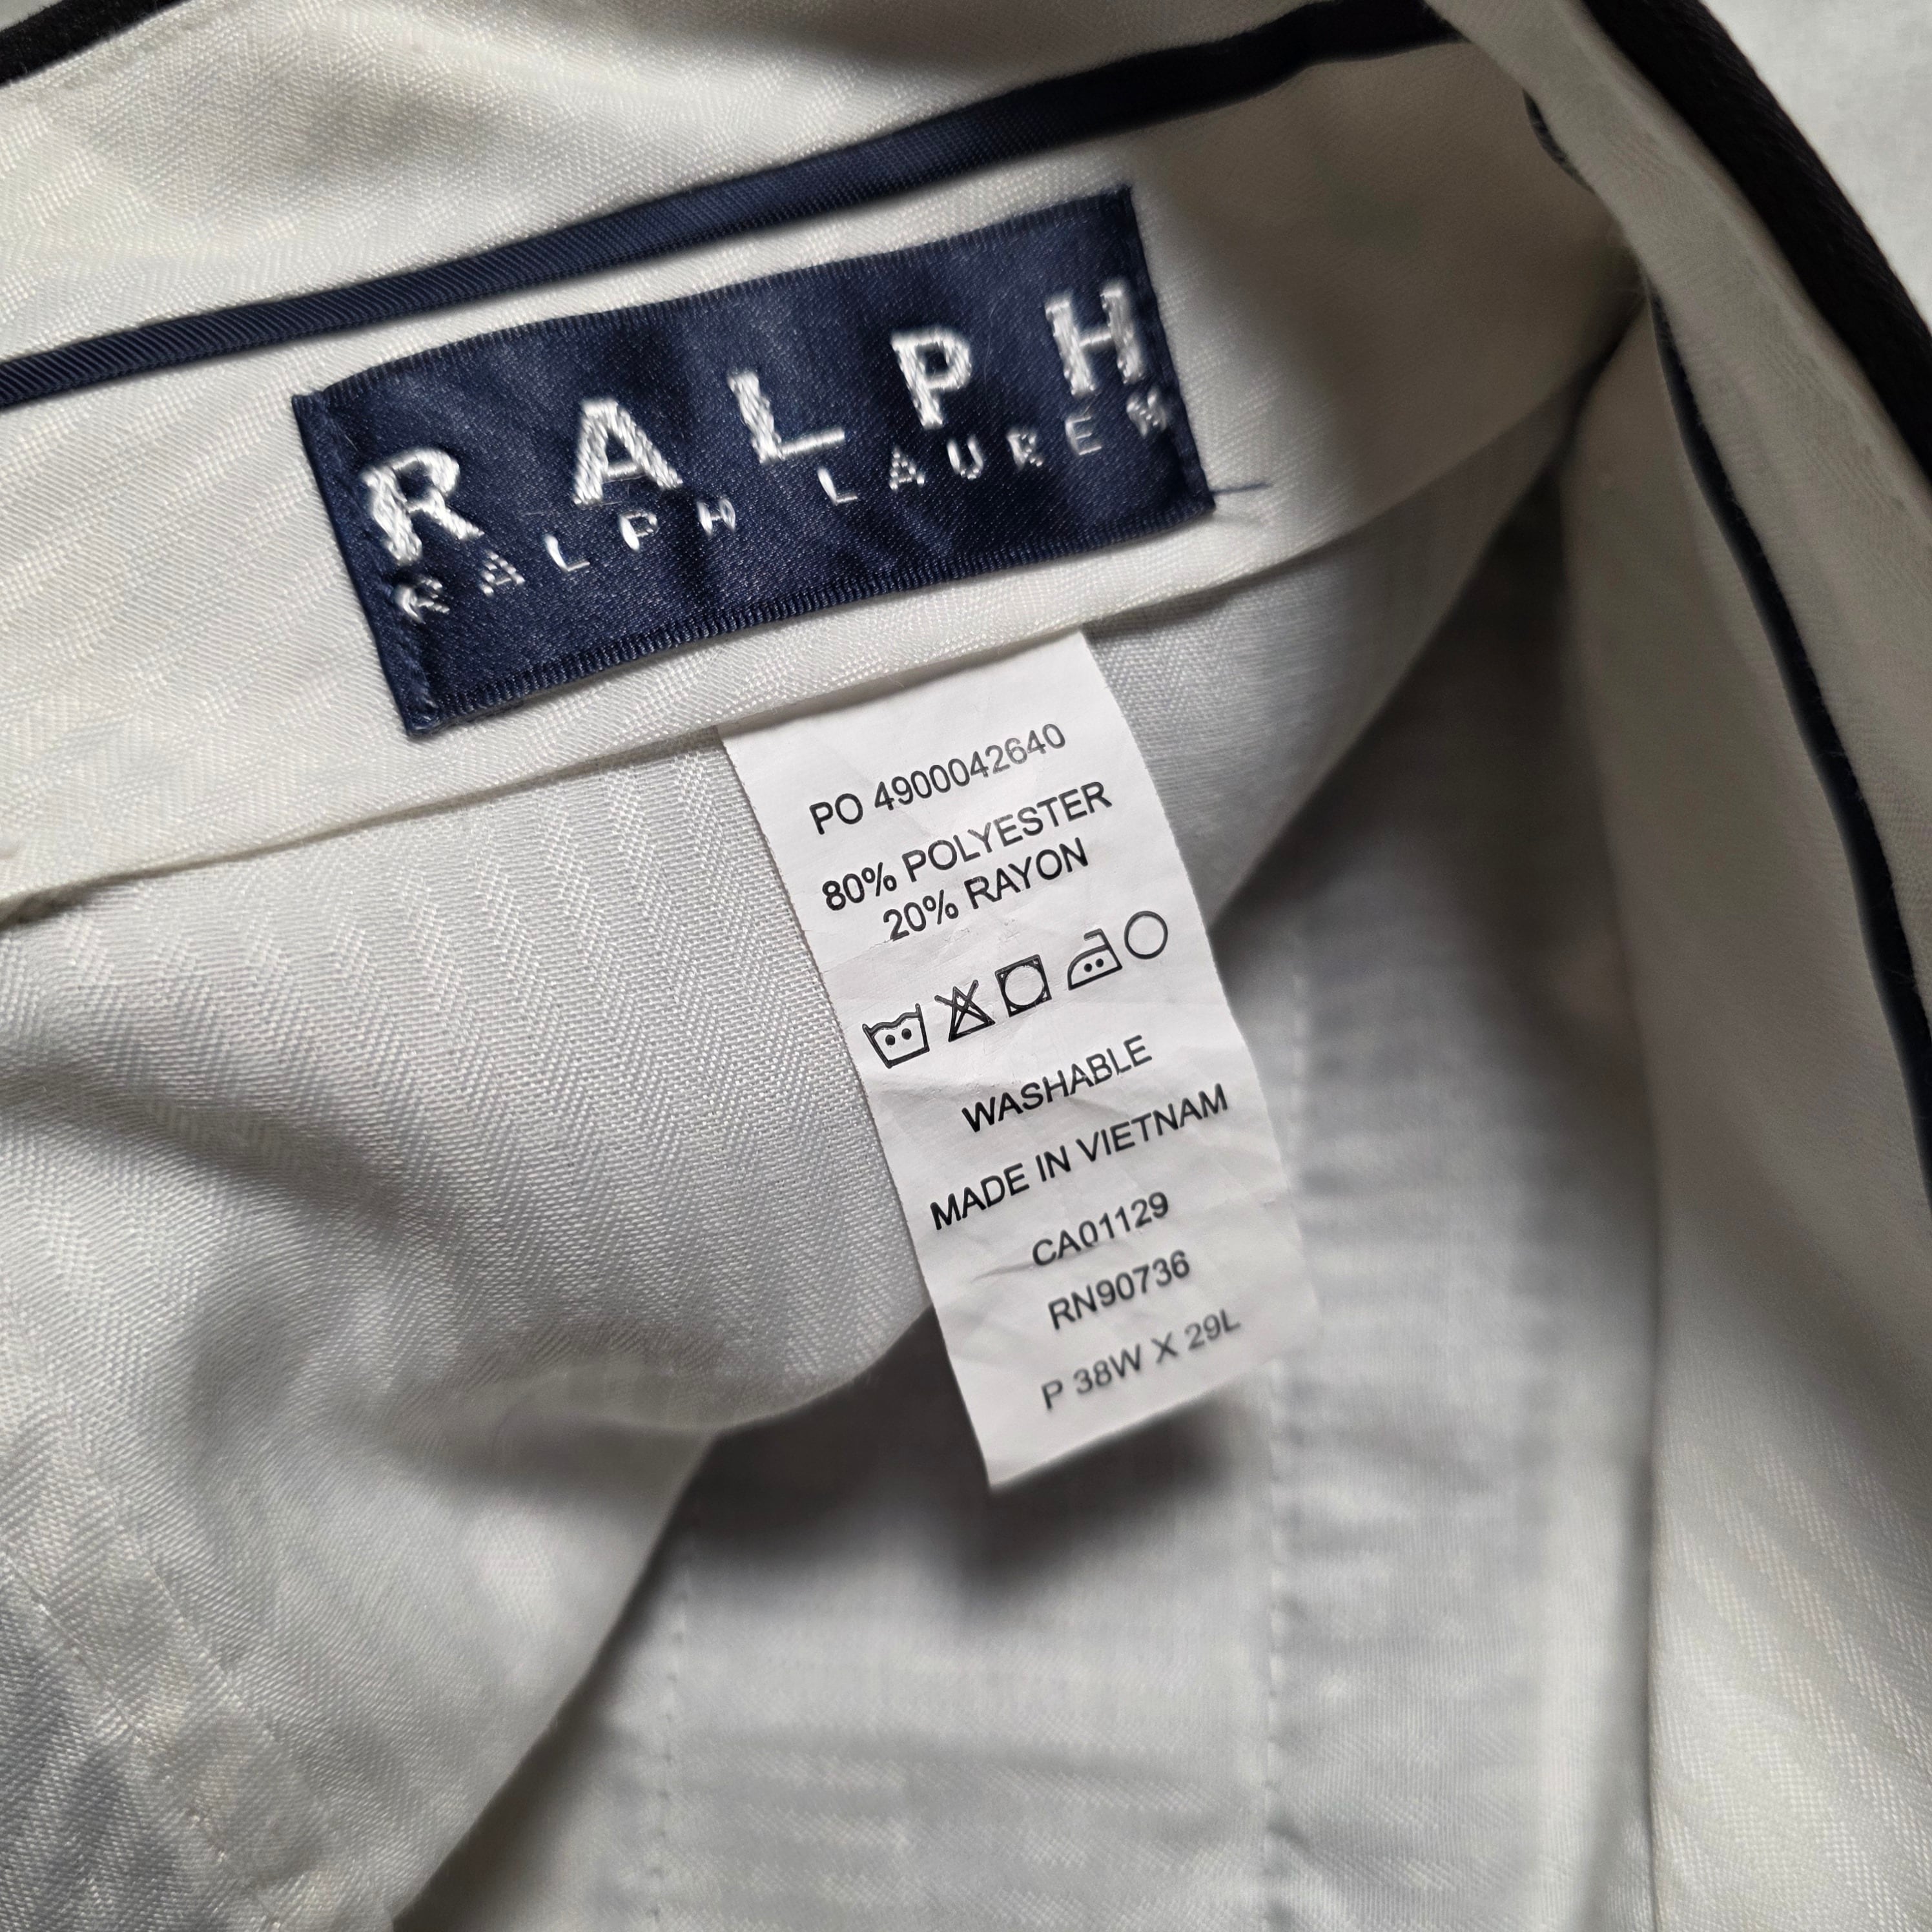 RALPH
RALPH LAUREN
PO 4900042640
80% POLYESTER
20% RAYON
WASHABLE
MADE IN VIETNAM
CA01129
RN90736
P 38W X 29L